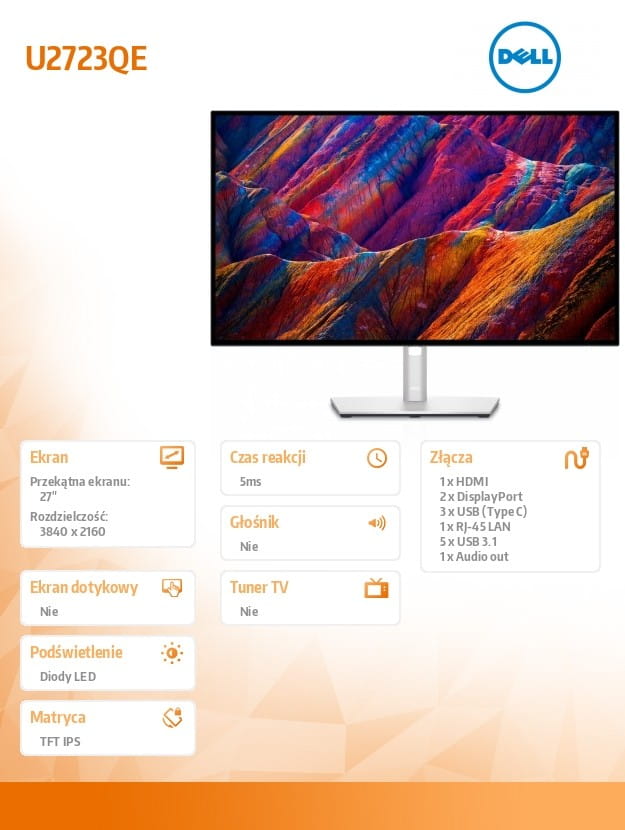 U2723QE
DELL
Ekran
Przekątna ekranu:
27"
Rozdzielczość:
3840 x 2160
Ekran dotykowy
Nie
Podświetlenie
Diody LED
Matryca
TFT IPS
Czas reakcji
5ms
Głośnik
Nie
Tuner TV
Nie
Złącza
1 x HDMI
2 x DisplayPort
3 x USB (Type C)
1 x RJ-45 LAN
5 x USB 3.1
1 x Audio out